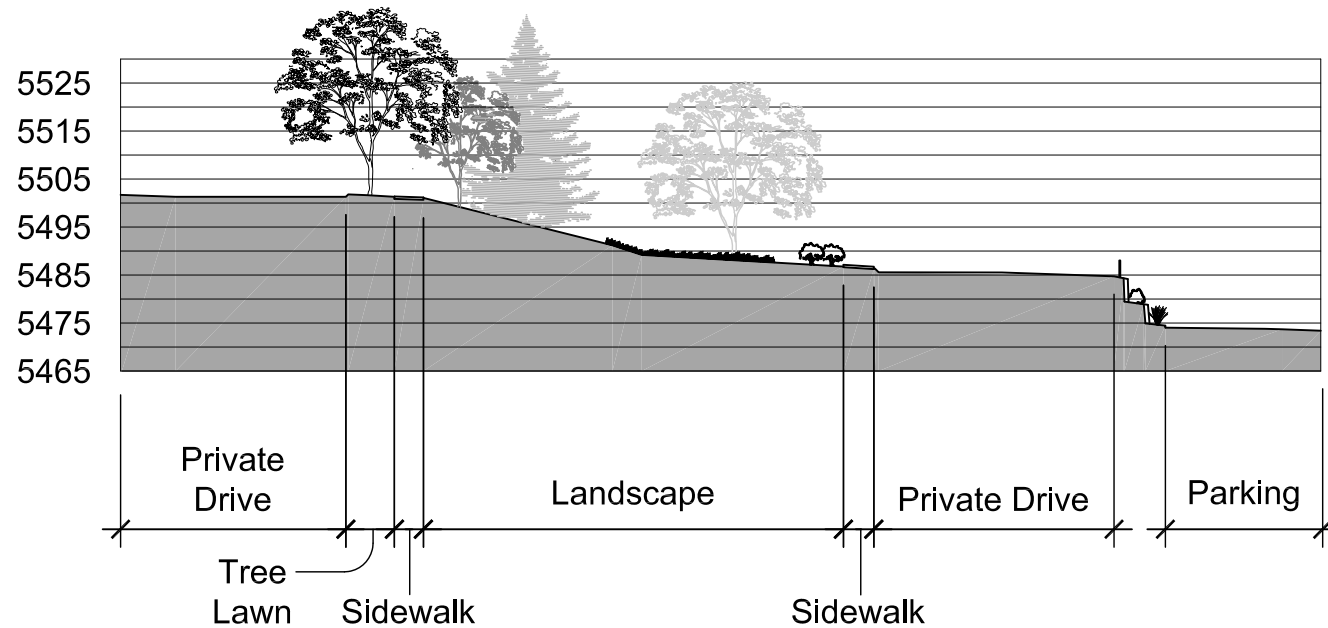 5525
5515
5505
5495
5485
5475
5465
Private
Drive
Landscape
Private Drive
Parking
Tree
Lawn
Sidewalk
Sidewalk